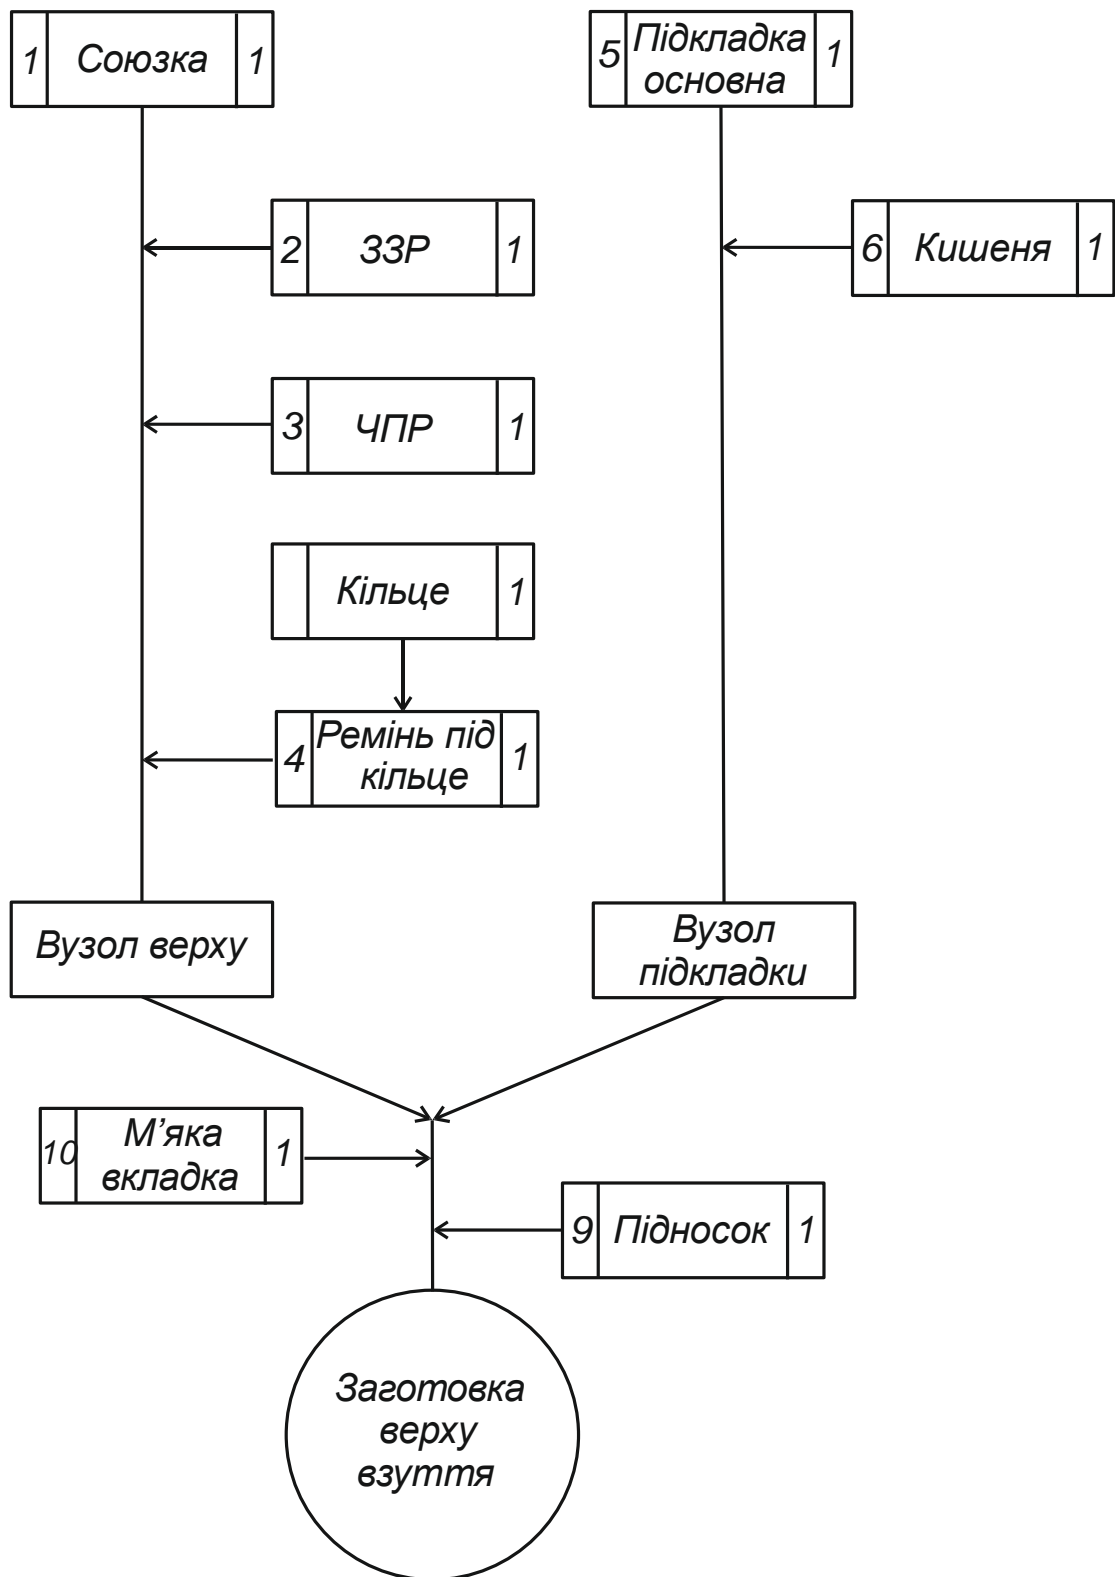 1 Союзка 1
5 Підкладка 1
основна
2 ЗЗР 1
6 Кишеня 1
3 ЧПР 1
Кільце 1
4 Ремінь під 1
кільце
Вузол верху
Вузол
підкладки
10 М’яка 1
вкладка
9 Підносок 1
Заготовка
верху
взуття